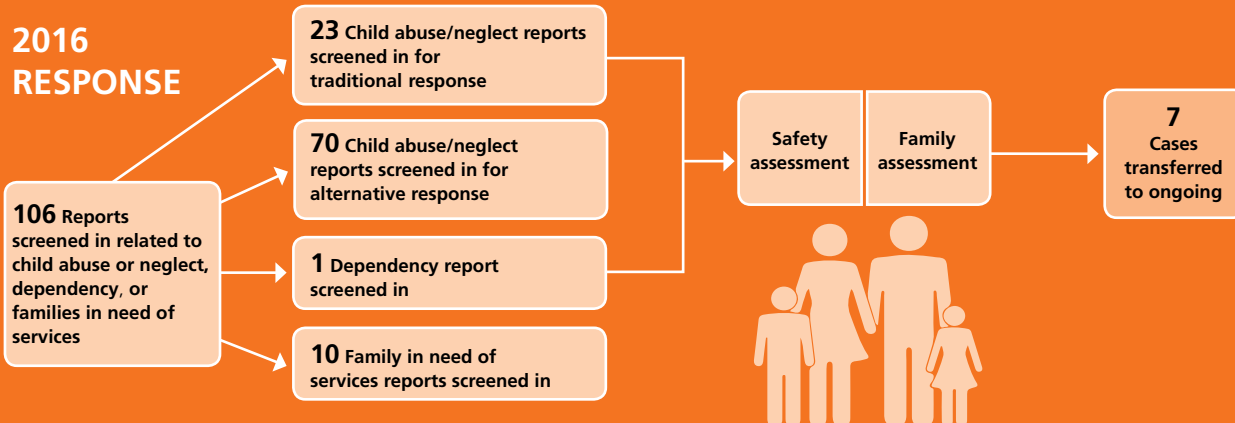 2016
RESPONSE
106 Reports
screened in related to
child abuse or neglect,
dependency, or
families in need of
services
23 Child abuse/neglect reports
screened in for
traditional response
70 Child abuse/neglect
reports screened in for
alternative response
1 Dependency report
screened in
10 Family in need of
services reports screened in
Safety
assessment
Family
assessment
7
Cases
transferred
to ongoing